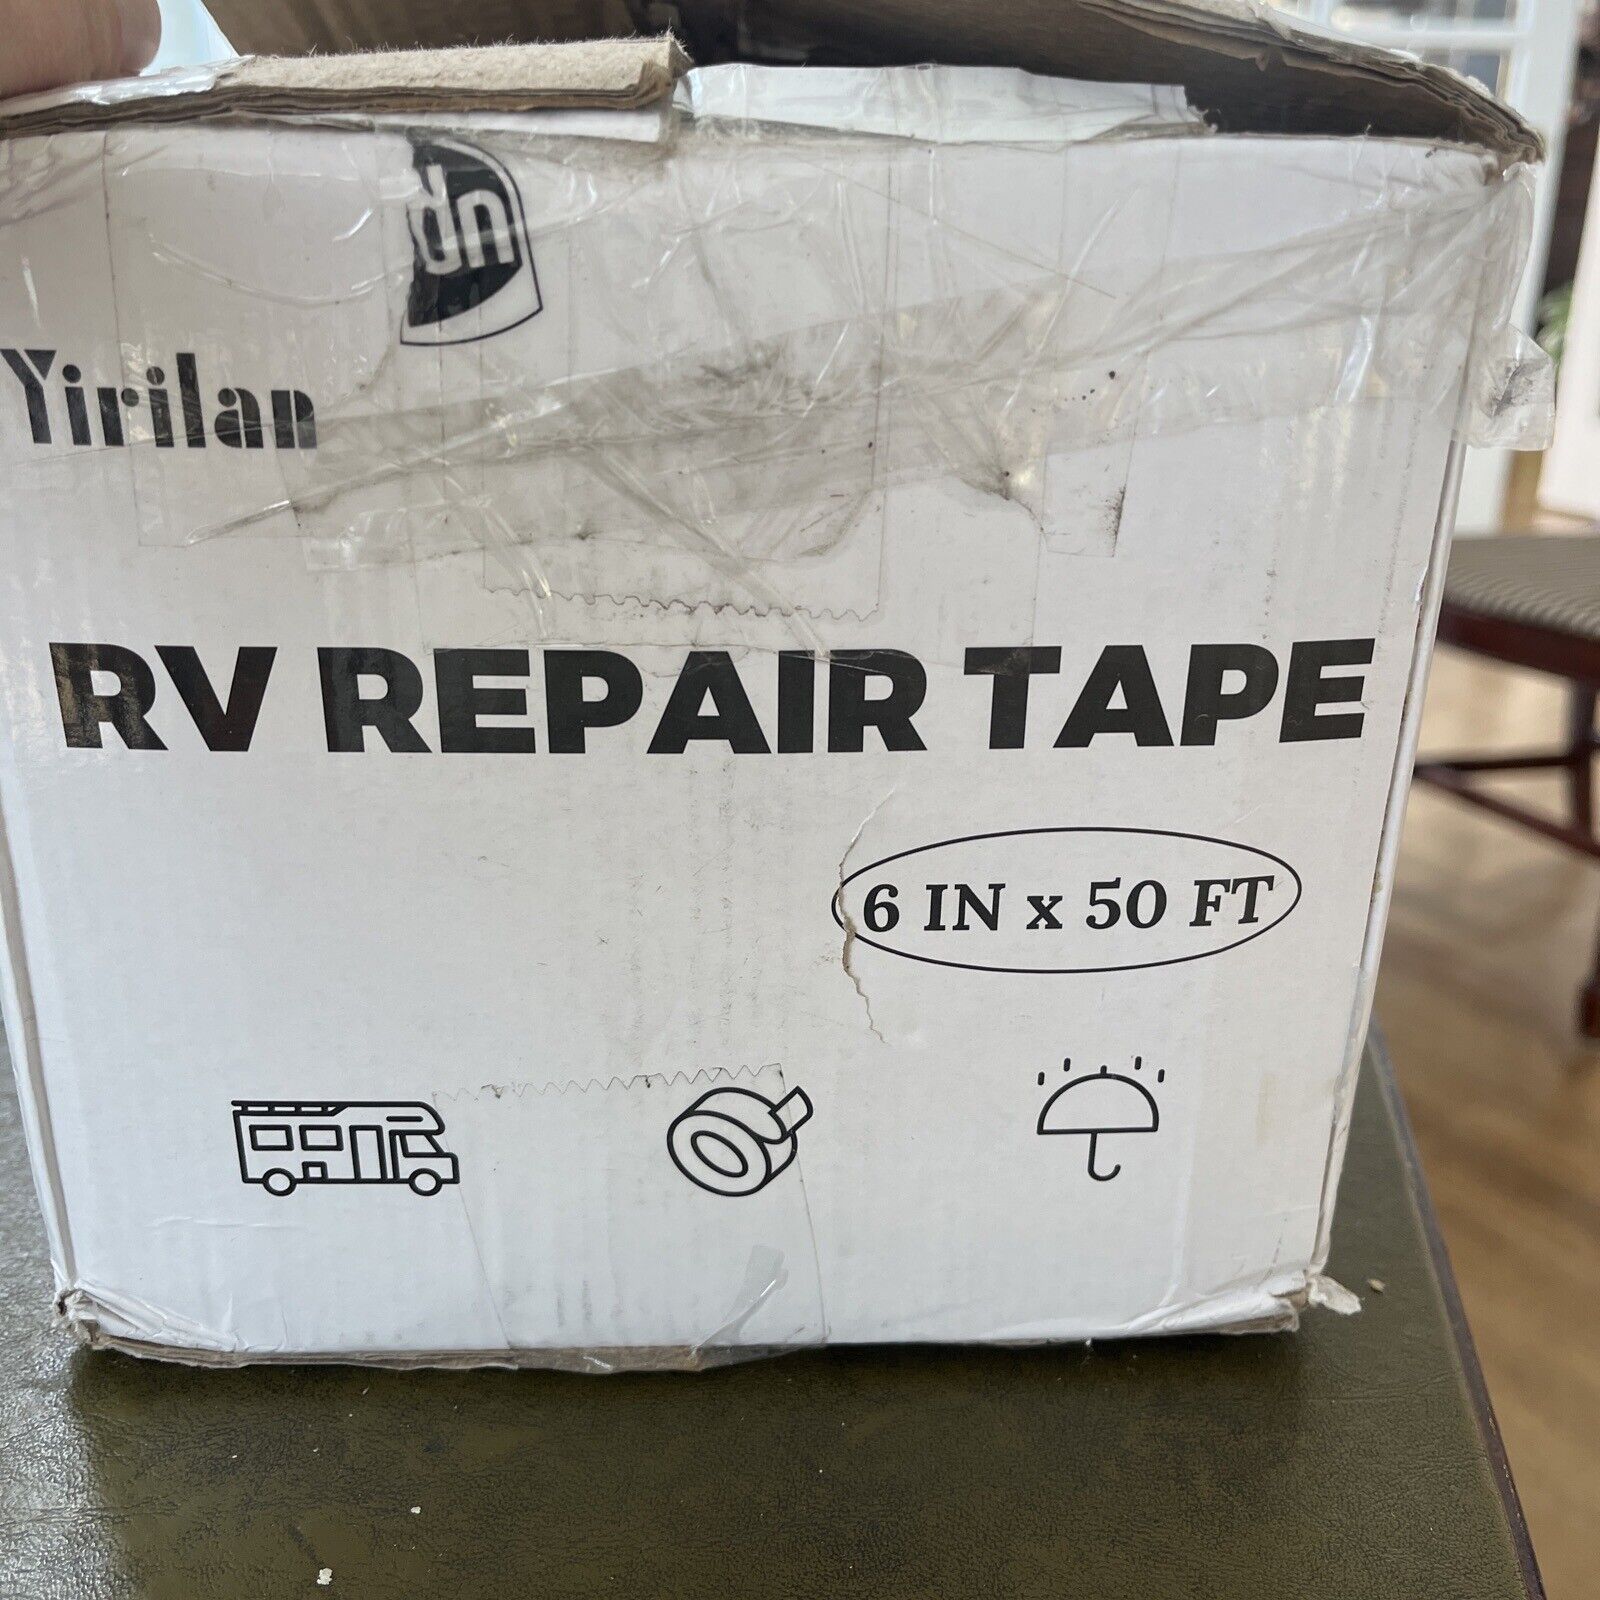 Yirilan
RV REPAIR TAPE
6 IN x 50 FT